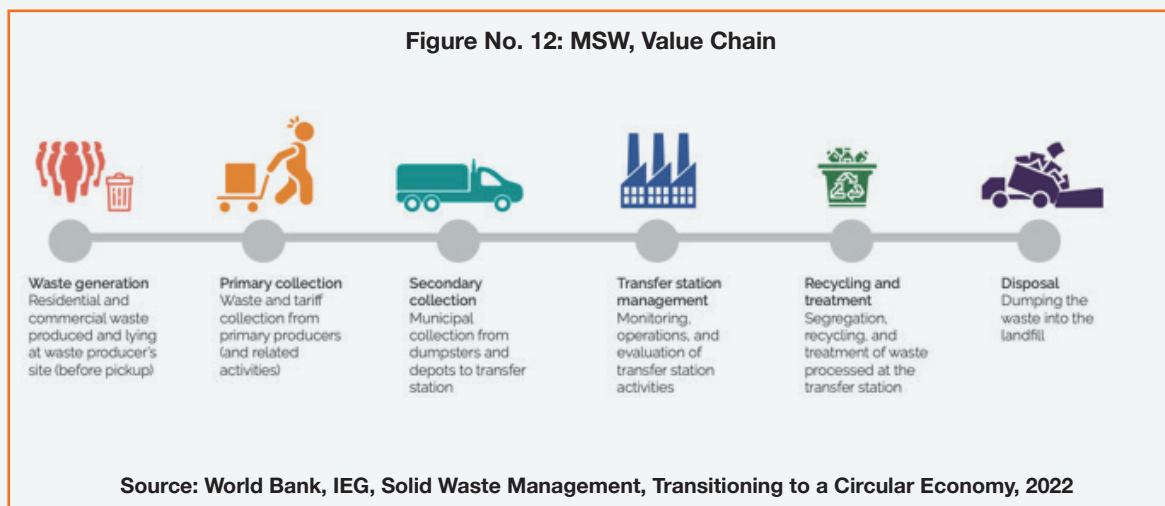 Figure No. 12: MSW, Value Chain
Waste generation
Residential and
commercial waste
produced and lying
at waste producer's
site (before pickup)
Primary collection
Waste and tariff
collection from
primary producers
(and related
activities)
Secondary
collection
Municipal
collection from
dumpsters and
depots to transfer
station
Transfer station
management
Monitoring,
operations, and
evaluation of
transfer station
activities
Recycling and
treatment
Segregation,
recycling, and
treatment of waste
processed at the
transfer station
Disposal
Dumping the
waste into the
landfill
Source: World Bank, IEG, Solid Waste Management, Transitioning to a Circular Economy, 2022